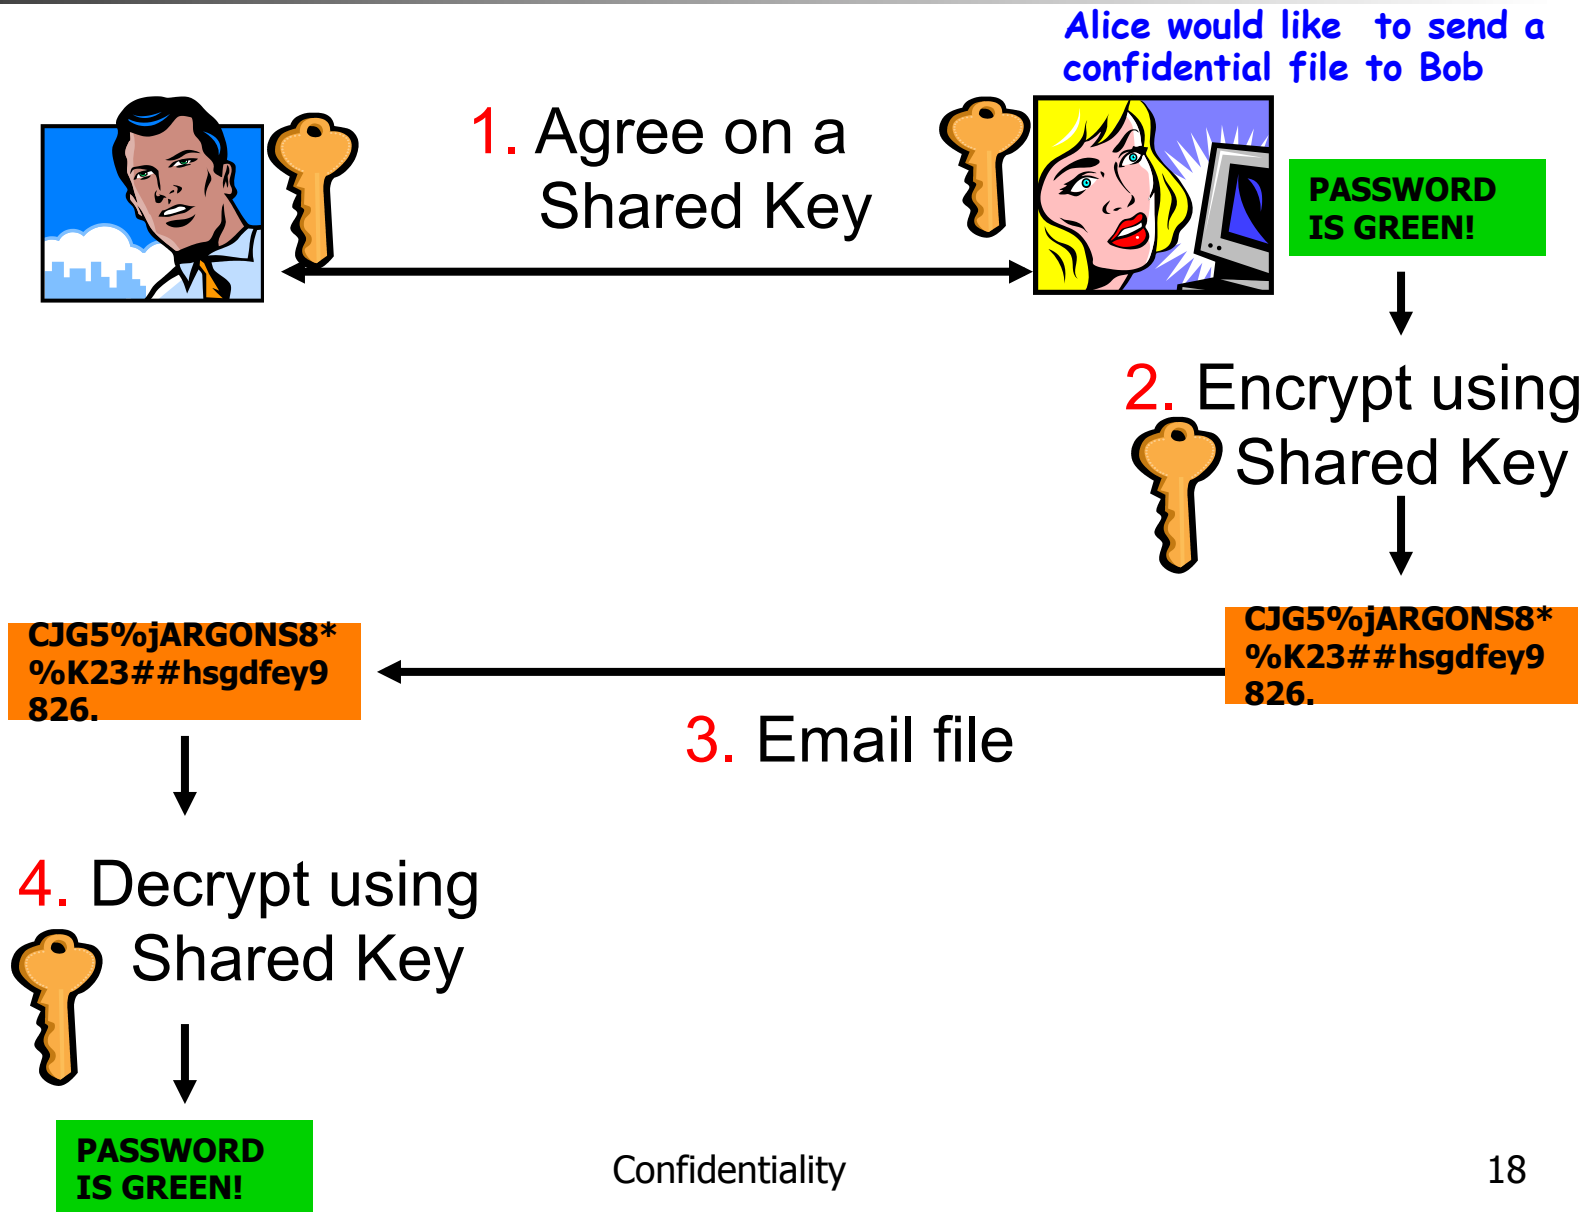 Alice would like to send a
confidential file to Bob
1. Agree on a
Shared Key
PASSWORD
IS GREEN!
2. Encrypt using
Shared Key
CJG5%jARGONS8*
%K23##hsgdfey9
826.
3. Email file
CJG5%jARGONS8*
%K23##hsgdfey9
826.
4. Decrypt using
Shared Key
PASSWORD
IS GREEN!
Confidentiality
18